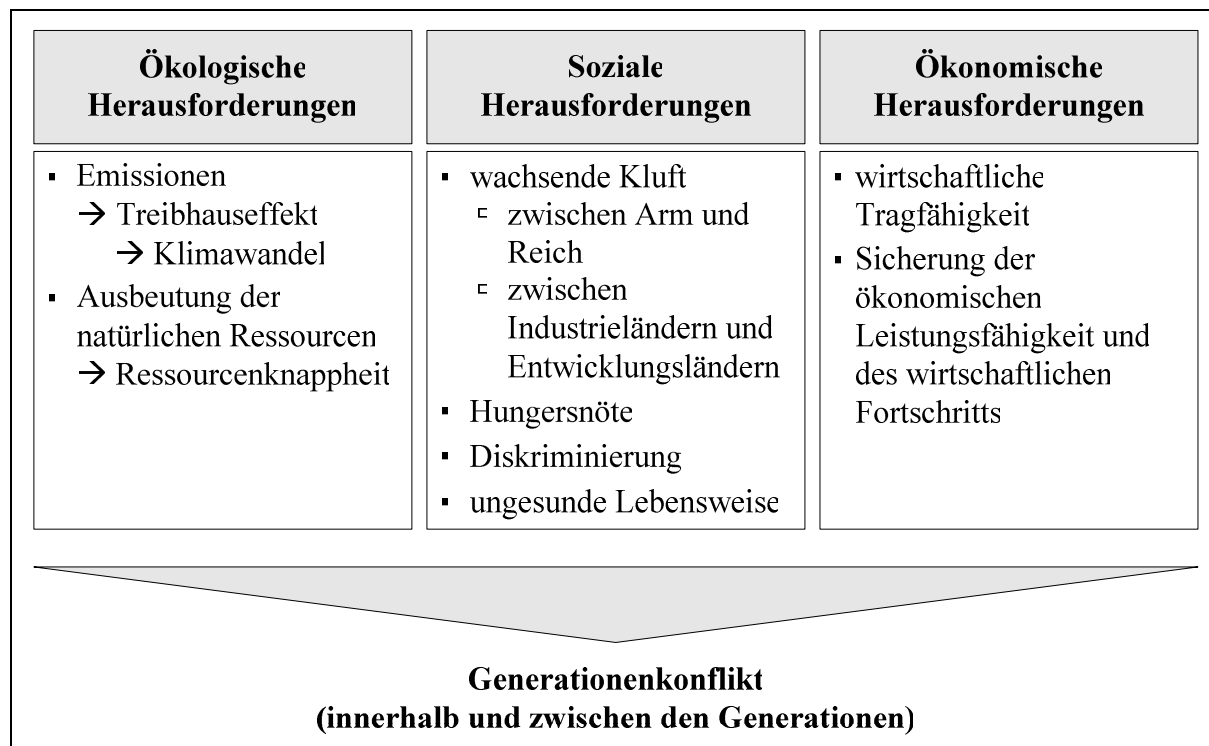 Ökologische
Herausforderungen
▪ Emissionen
→ Treibhauseffekt
→ Klimawandel
▪ Ausbeutung der
natürlichen Ressourcen
→ Ressourcenknappheit
Soziale
Herausforderungen
▪ wachsende Kluft
▫ zwischen Arm und
Reich
▫ zwischen
Industrieländern und
Entwicklungsländern
▪ Hungersnöte
▪ Diskriminierung
▪ ungesunde Lebensweise
Ökonomische
Herausforderungen
▪ wirtschaftliche
Tragfähigkeit
▪ Sicherung der
ökonomischen
Leistungsfähigkeit und
des wirtschaftlichen
Fortschritts
Generationenkonflikt
(innerhalb und zwischen den Generationen)